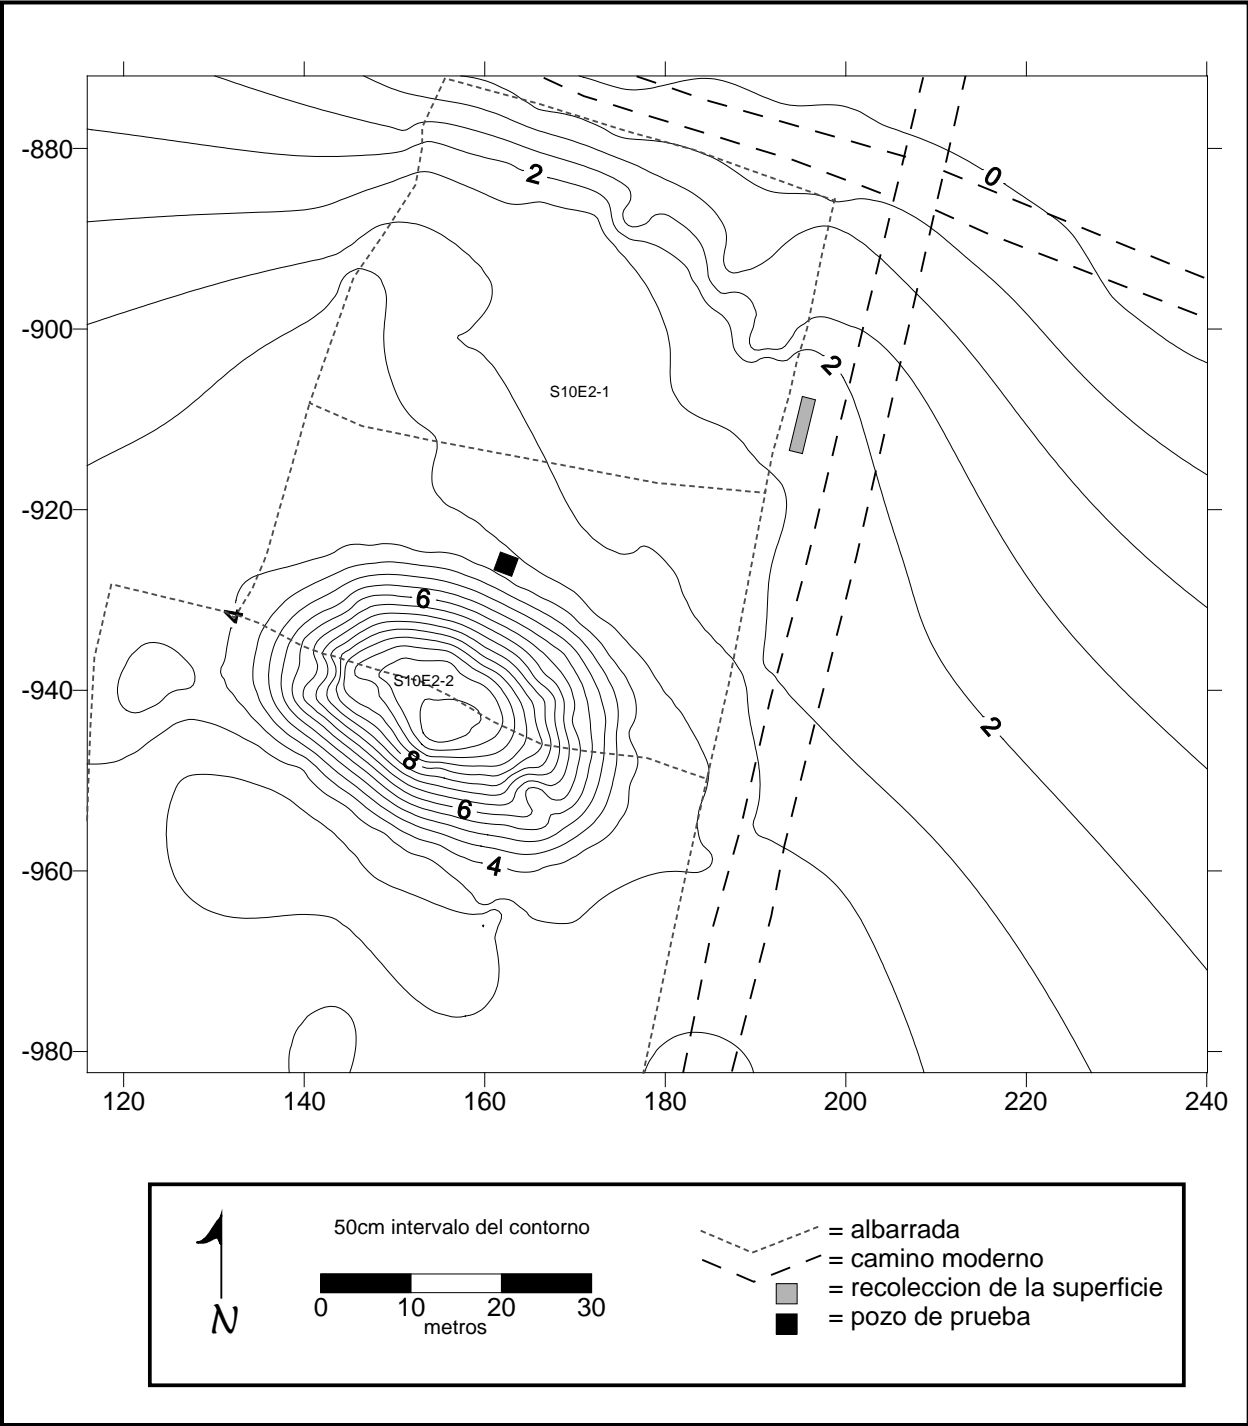 -880
-900
-920
-940
-960
-980
2
0
2
S10E2-1
6
4
S10E2-2
2
8
6
4
120 140 160 180 200 220 240
N
50cm intervalo del contorno
0 10 20 30
metros
= albarrada
= camino moderno
= recoleccion de la superficie
= pozo de prueba